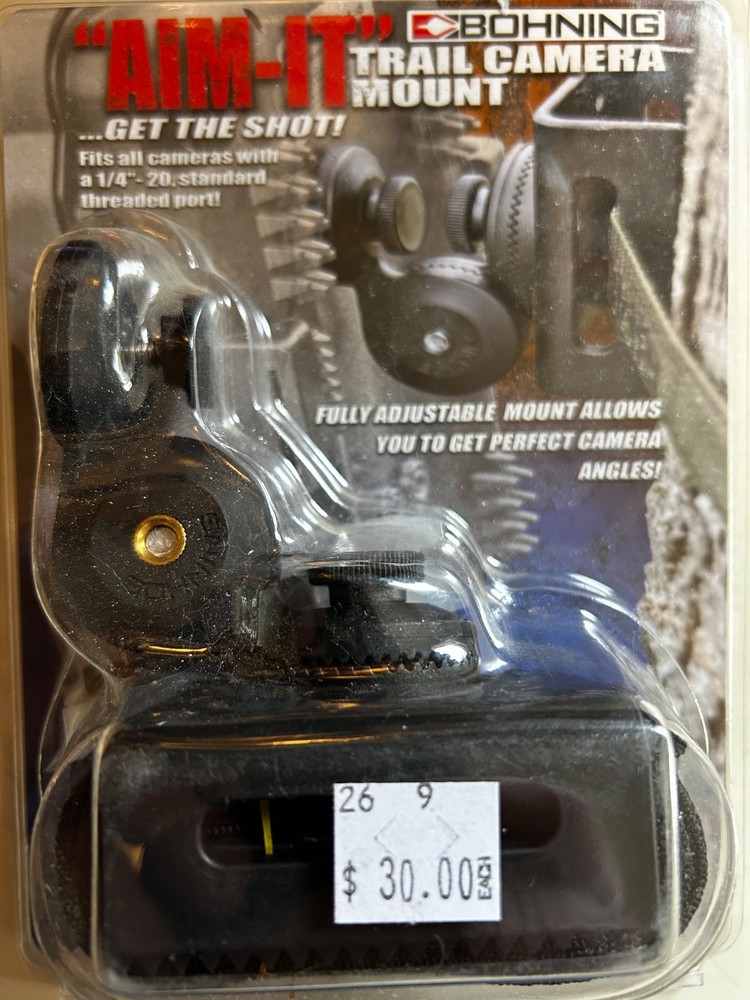 "AIM-IT"
BOHNING
TRAIL CAMERA
MOUNT
...GET THE SHOT!
Fits all cameras with
a 1/4"- 20, standard
threaded port!
FULLY ADJUSTABLE MOUNT ALLOWS
YOU TO GET PERFECT CAMERA
ANGLES!
26 9
$ 30.00 EACH